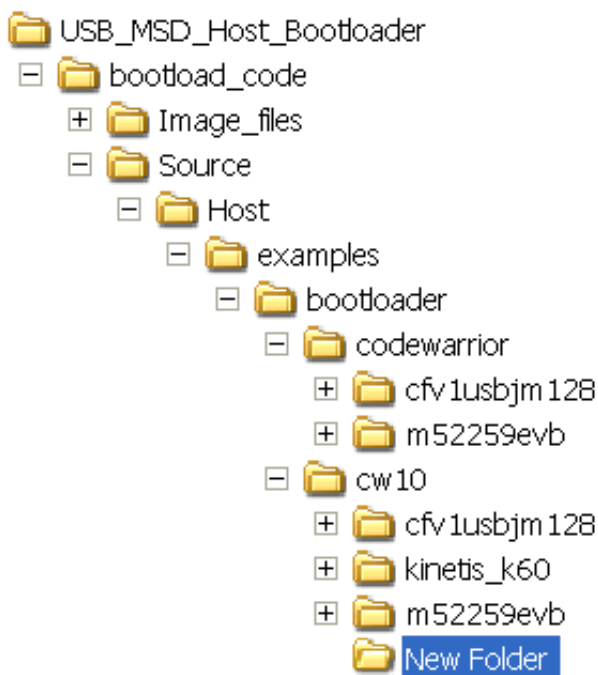 USB_MSD_Host_Bootloader
bootload_code
Image_files
Source
Host
examples
bootloader
codewarrior
cfv1usbjm128
m52259evb
cw10
cfv1usbjm128
kinetis_k60
m52259evb
New Folder